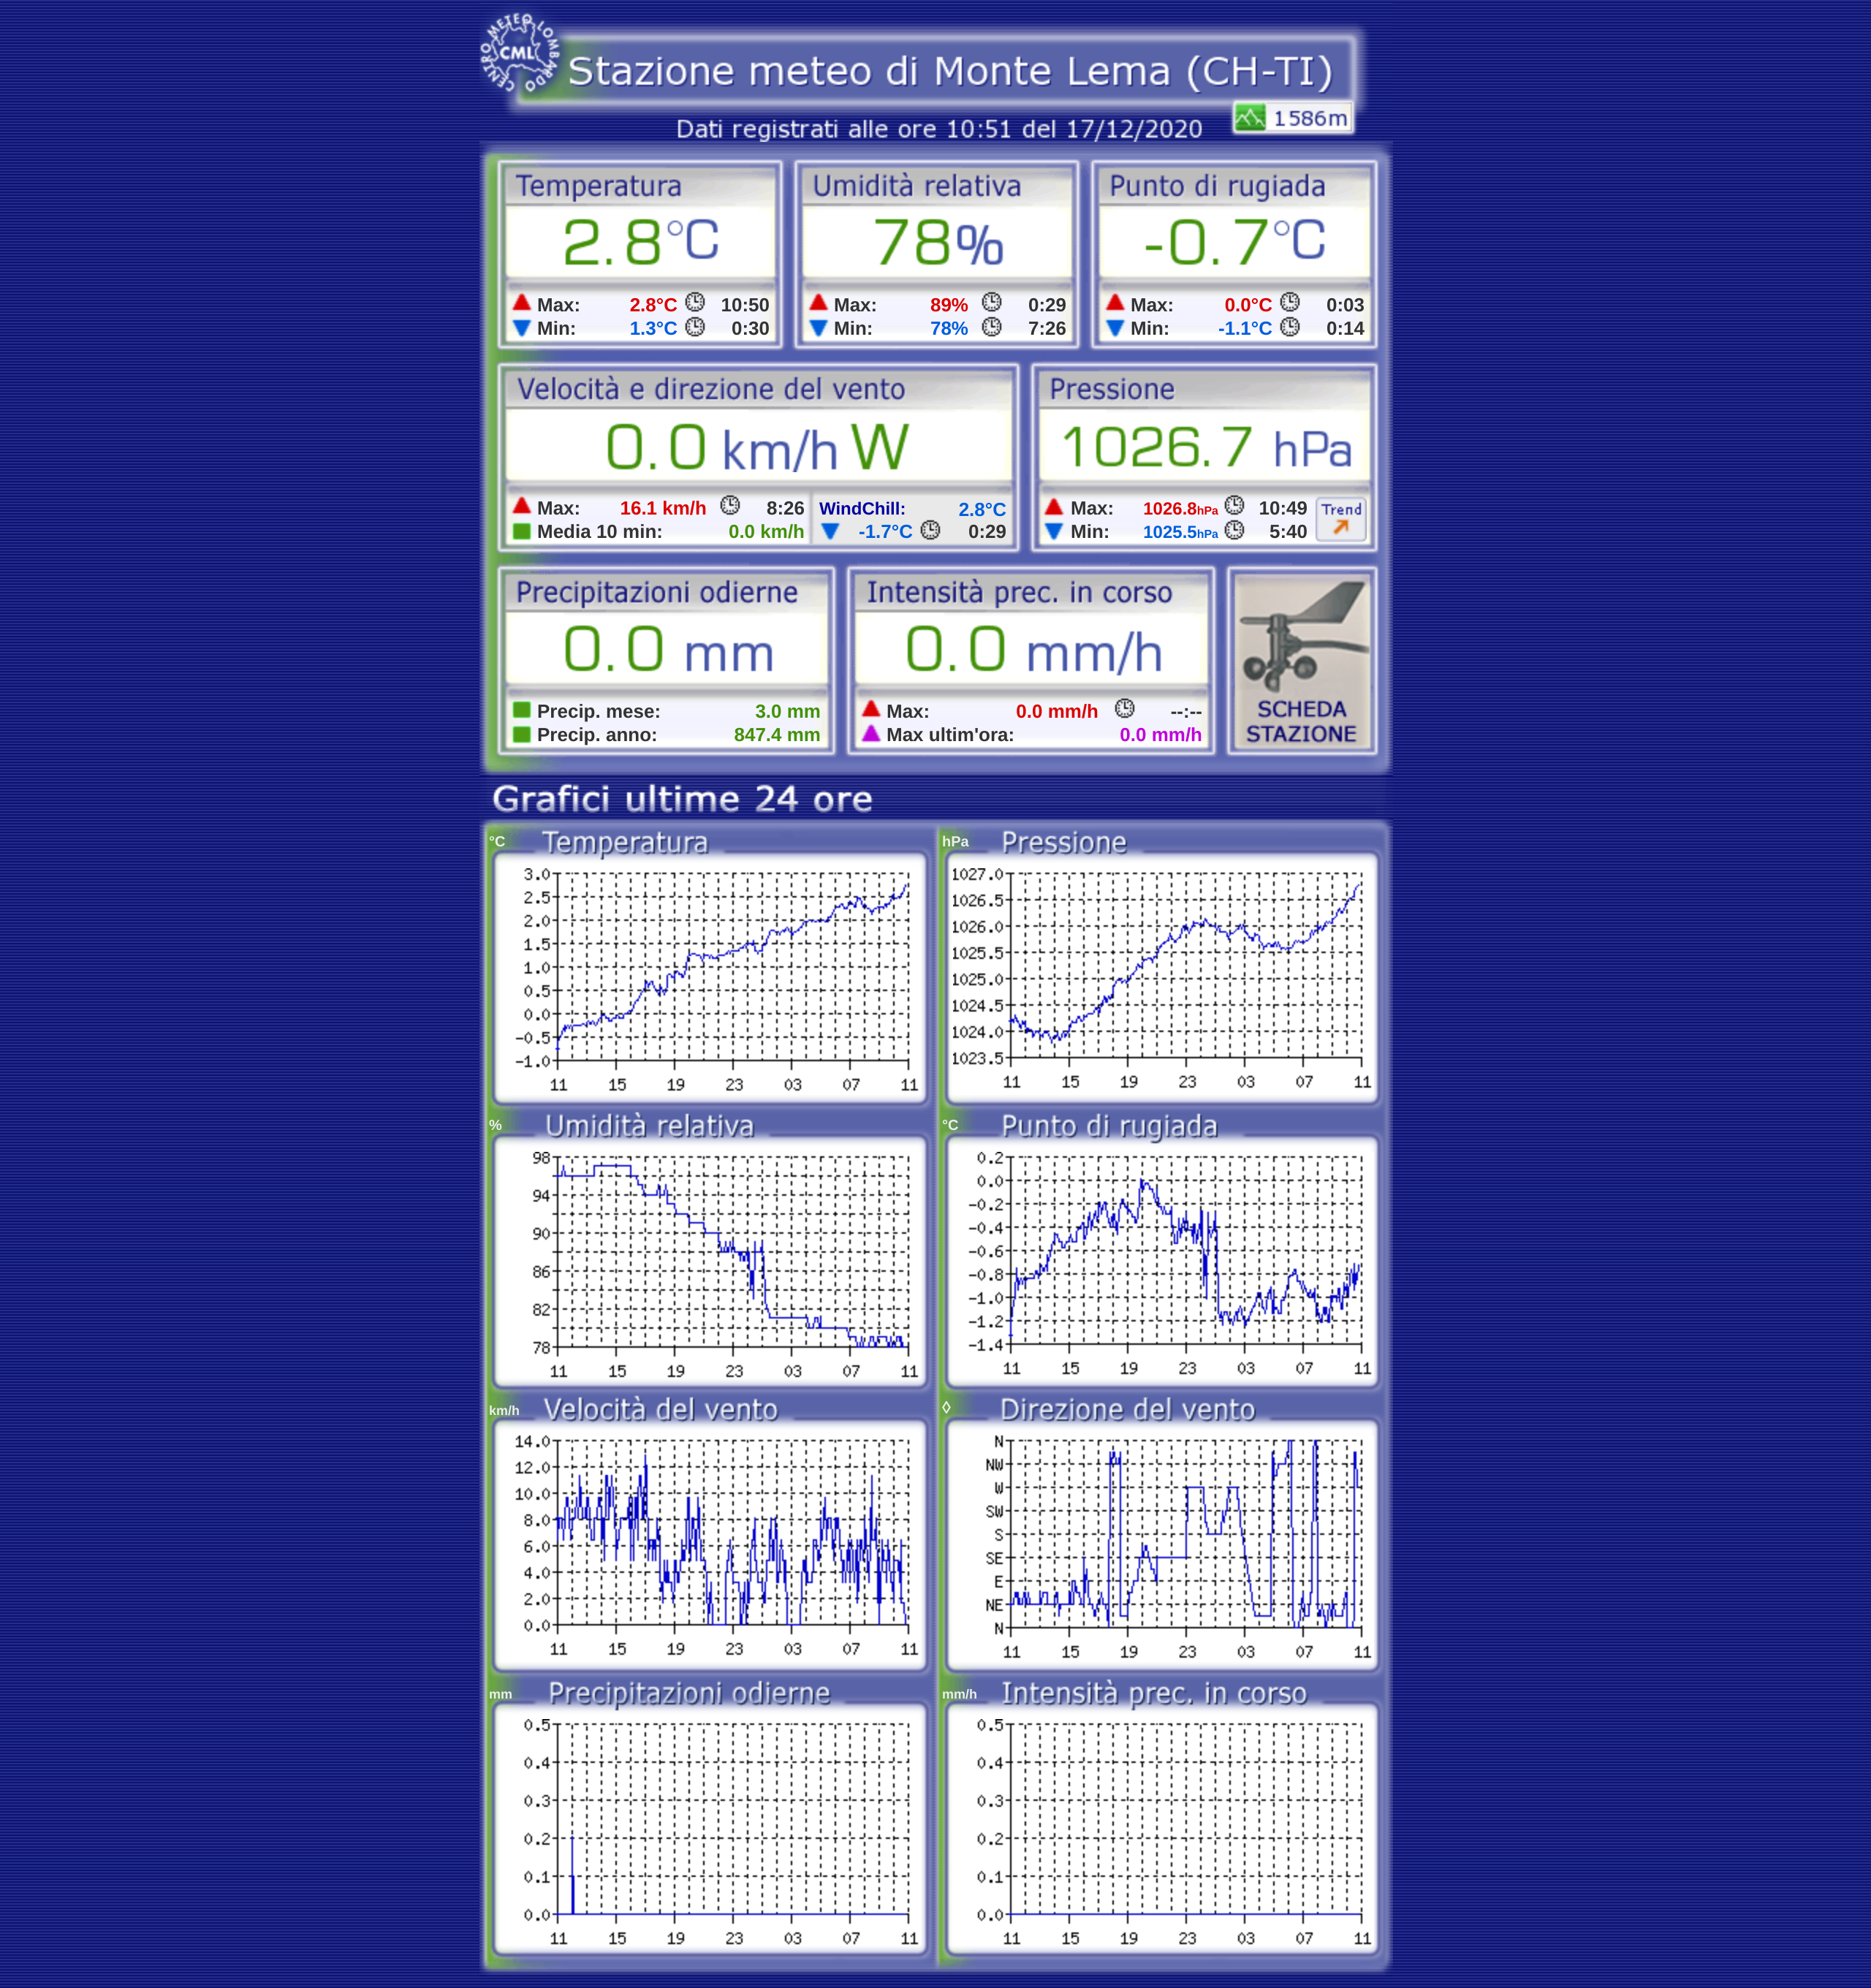 CENTRO METEO LOMBARDO
CML
Stazione meteo di Monte Lema (CH-TI)
1586m
Dati registrati alle ore 10:51 del 17/12/2020
Temperatura
2.8°C
Max: 2.8°C 10:50
Min: 1.3°C 0:30
Umidità relativa
78%
Max: 89% 0:29
Min: 78% 7:26
Punto di rugiada
-0.7°C
Max: 0.0°C 0:03
Min: -1.1°C 0:14
Velocità e direzione del vento
0.0 km/h W
Max: 16.1 km/h 8:26
Media 10 min: 0.0 km/h
WindChill: 2.8°C
-1.7°C 0:29
Pressione
1026.7 hPa
Max: 1026.8hPa 10:49
Min: 1025.5hPa 5:40
Trend
Precipitazioni odierne
0.0 mm
Precip. mese: 3.0 mm
Precip. anno: 847.4 mm
Intensità prec. in corso
0.0 mm/h
Max: 0.0 mm/h --:--
Max ultim'ora: 0.0 mm/h
SCHEDA
STAZIONE
Grafici ultime 24 ore
°C Temperatura
3.0
2.5
2.0
1.5
1.0
0.5
0.0
-0.5
-1.0
11 15 19 23 03 07 11
hPa Pressione
1027.0
1026.5
1026.0
1025.5
1025.0
1024.5
1024.0
1023.5
11 15 19 23 03 07 11
% Umidità relativa
98
94
90
86
82
78
11 15 19 23 03 07 11
°C Punto di rugiada
0.2
0.0
-0.2
-0.4
-0.6
-0.8
-1.0
-1.2
-1.4
11 15 19 23 03 07 11
km/h Velocità del vento
14.0
12.0
10.0
8.0
6.0
4.0
2.0
0.0
11 15 19 23 03 07 11
◊ Direzione del vento
N
NW
W
SW
S
SE
E
NE
N
11 15 19 23 03 07 11
mm Precipitazioni odierne
0.5
0.4
0.3
0.2
0.1
0.0
11 15 19 23 03 07 11
mm/h Intensità prec. in corso
0.5
0.4
0.3
0.2
0.1
0.0
11 15 19 23 03 07 11